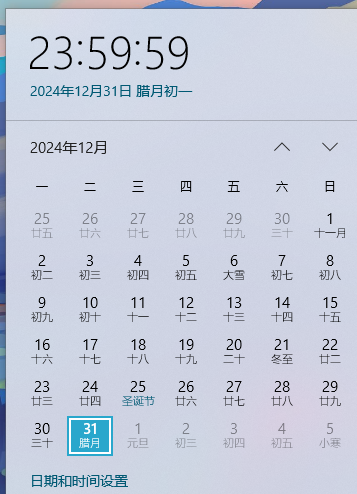 23:59:59
2024年12月31日 腊月初一
2024年12月
一 二 三 四 五 六 日
25 26 27 28 29 30 1
廿五 廿六 廿七 廿八 廿九 三十 十一月
2 3 4 5 6 7 8
初二 初三 初四 初五 大雪 初七 初八
9 10 11 12 13 14 15
初九 初十 十一 十二 十三 十四 十五
16 17 18 19 20 21 22
十六 十七 十八 十九 二十 冬至 廿二
23 24 25 26 27 28 29
廿三 廿四 圣诞节 廿六 廿七 廿八 廿九
30 31 1 2 3 4 5
三十 腊月 元旦 初三 初四 初五 小寒
日期和时间设置